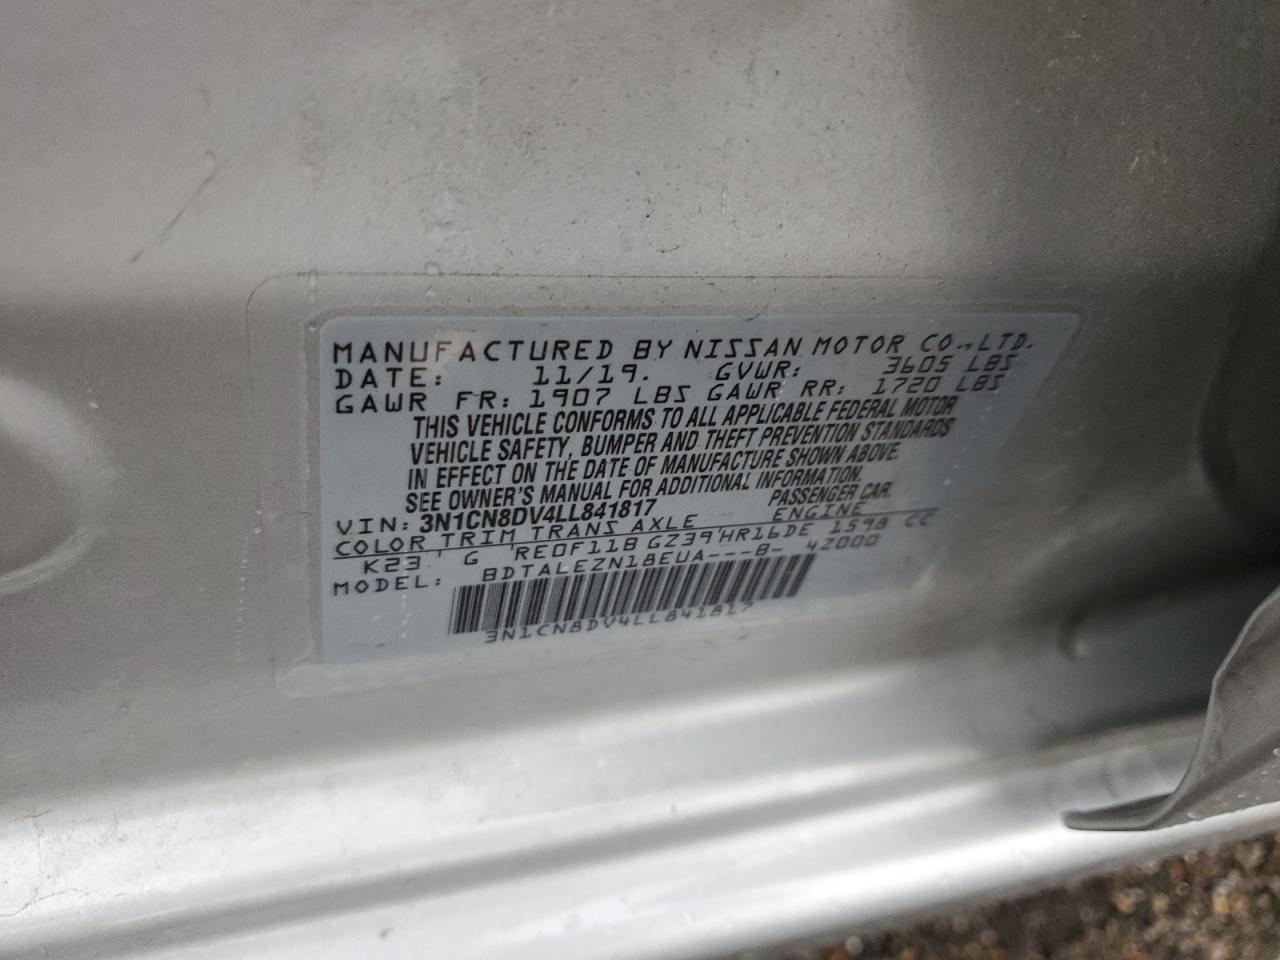 MANUFACTURED BY NISSAN MOTOR CO.,LTD.
DATE: 11/19. GVWR: 3605 LBS
GAWR FR: 1907 LBS GAWR RR: 1720 LBS
THIS VEHICLE CONFORMS TO ALL APPLICABLE FEDERAL MOTOR
VEHICLE SAFETY, BUMPER AND THEFT PREVENTION STANDARDS
IN EFFECT ON THE DATE OF MANUFACTURE SHOWN ABOVE.
SEE OWNER'S MANUAL FOR ADDITIONAL INFORMATION.
VIN: 3N1CN8DV4LL841817 PASSENGER CAR.
COLOR TRIM TRANS AXLE ENGINE
K23 ' G 'RE0F11B GZ39'HR16DE 1598 CC
MODEL: BDTALEZN18EUA---B- 4Z000
3N1CN8DV4LL841817